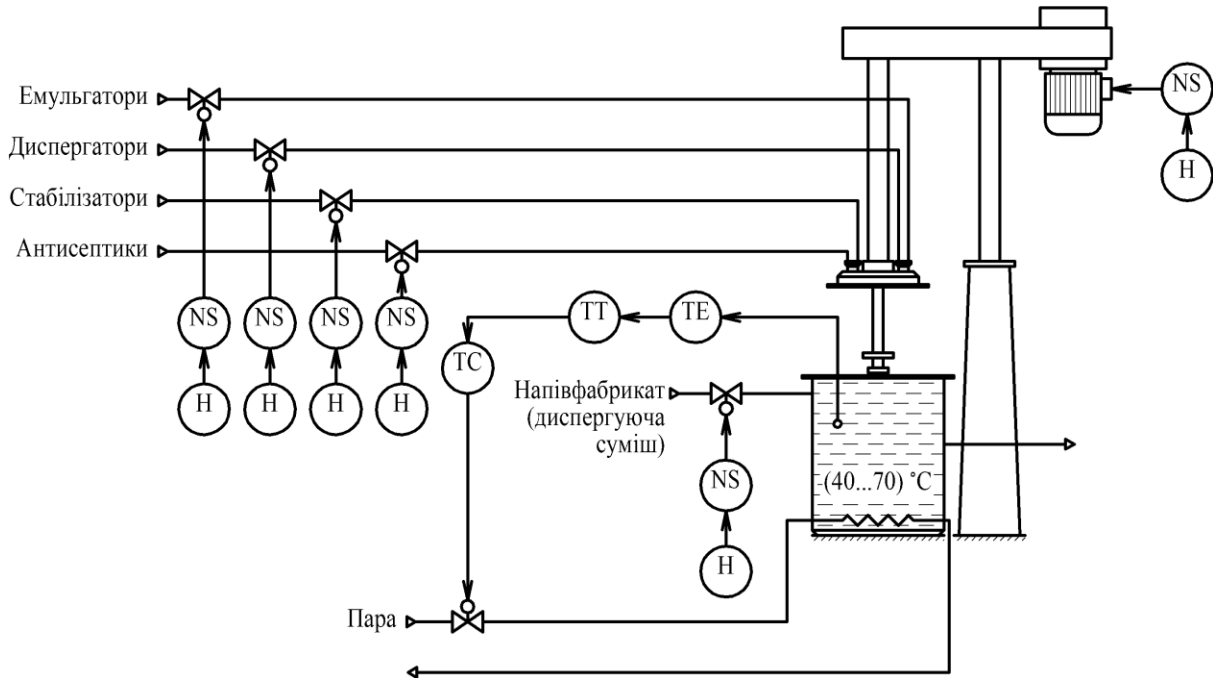 Емульгатори
Диспергатори
Стабілізатори
Антисептики
NS
H
NS
NS
NS
NS
H
H
H
H
TT
TE
TC
Напівфабрикат
(диспергуюча
суміш)
NS
H
(40...70) ˚C
Пара